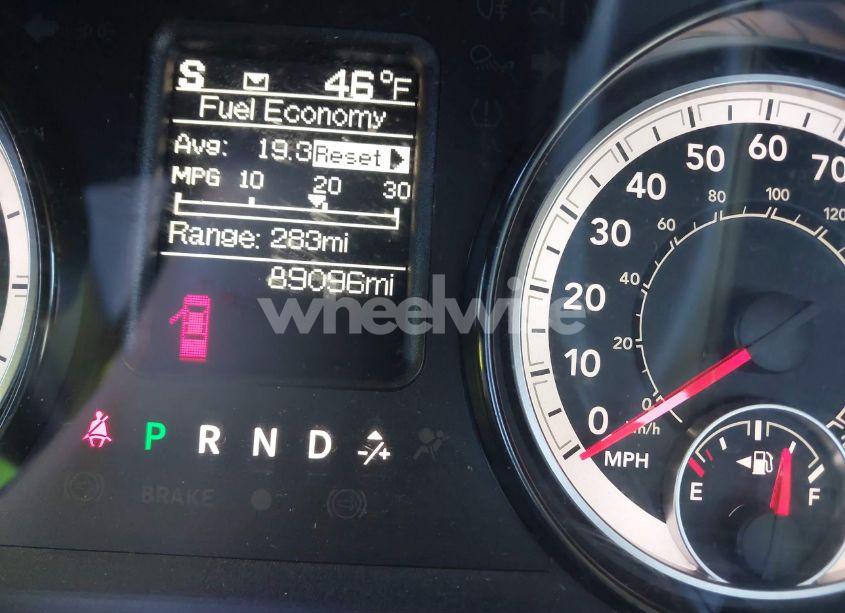 S 46°F
Fuel Economy
Avg: 19.3 Reset
MPG 10 20 30
Range: 283mi
89096mi
wheelwise
P R N D -/+
BRAKE
0 10 20 30 40 50 60 70
MPH
0 20 40 60 80 100 120
km/h
E F